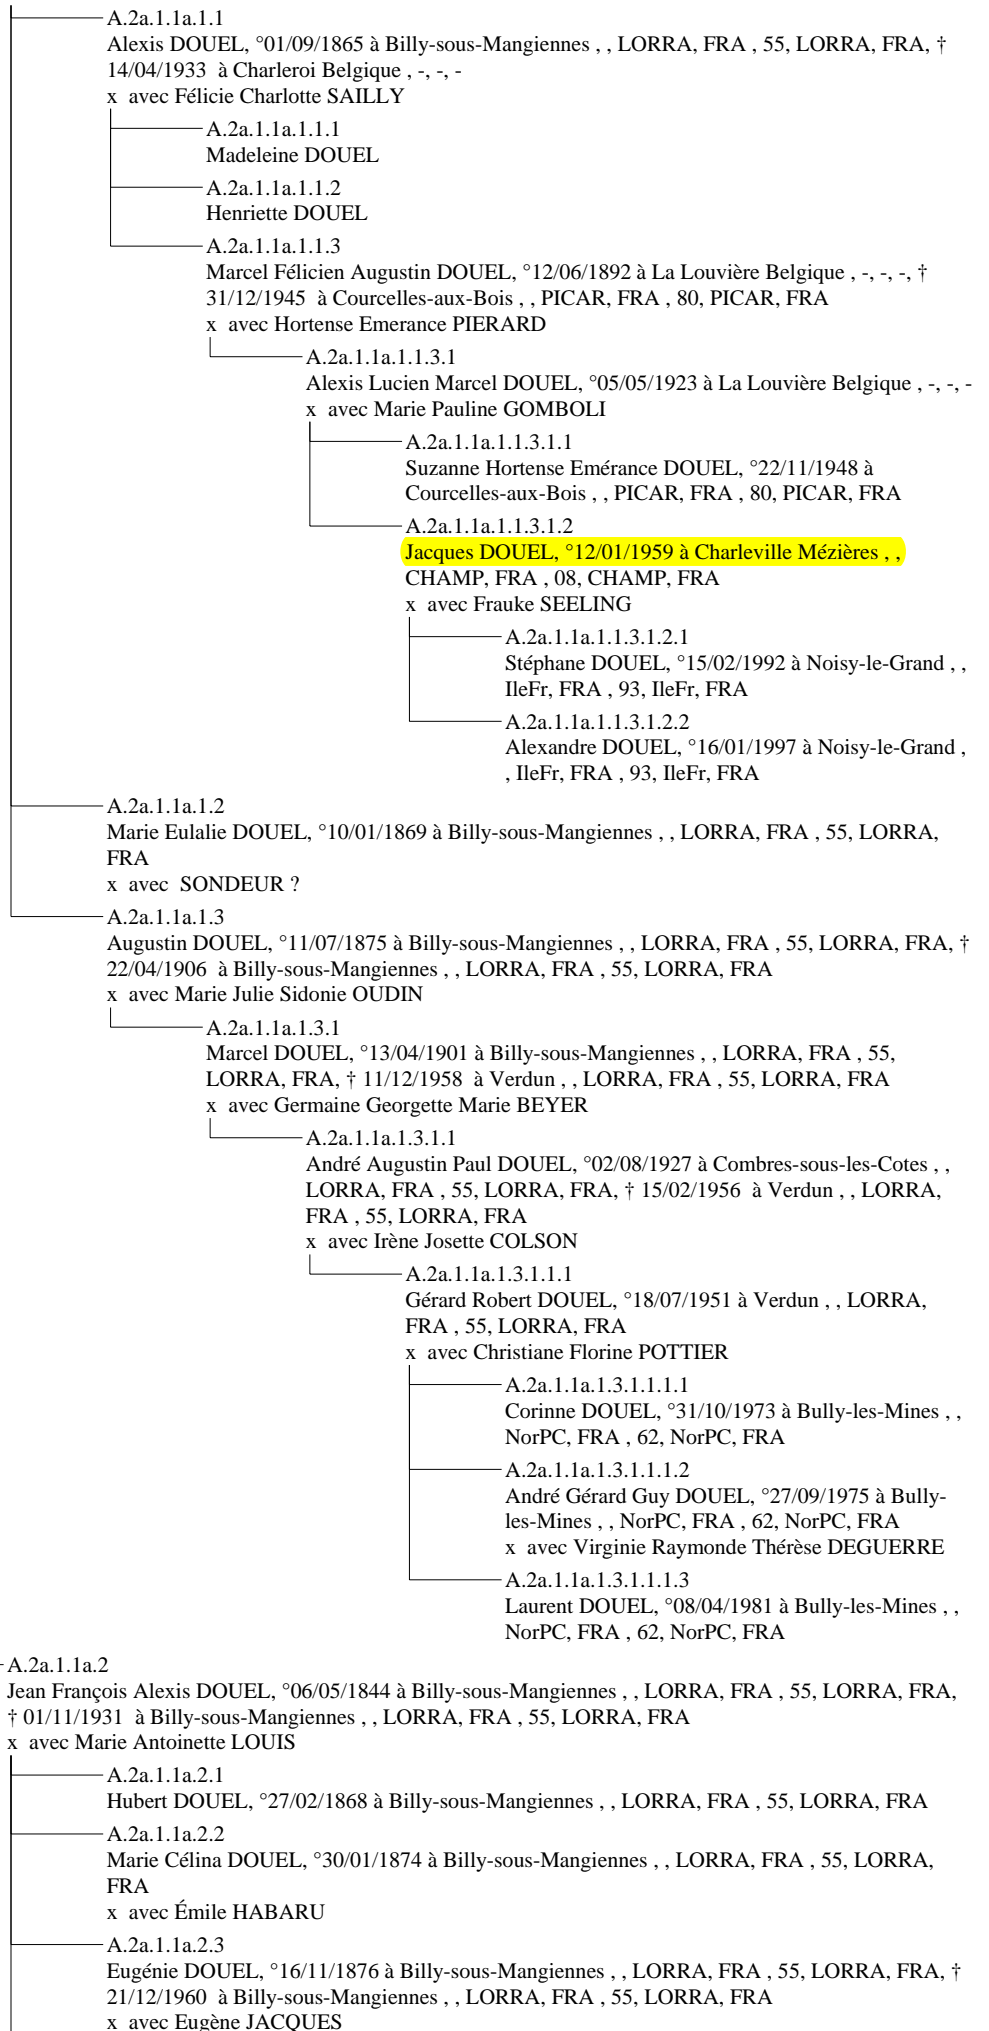 A.2a.1.1a.1.1
Alexis DOUEL, °01/09/1865 à Billy-sous-Mangiennes , , LORRA, FRA , 55, LORRA, FRA, †
14/04/1933 à Charleroi Belgique , -, -, -
x avec Félicie Charlotte SAILLY
A.2a.1.1a.1.1.1
Madeleine DOUEL
A.2a.1.1a.1.1.2
Henriette DOUEL
A.2a.1.1a.1.1.3
Marcel Félicien Augustin DOUEL, °12/06/1892 à La Louvière Belgique , -, -, -, †
31/12/1945 à Courcelles-aux-Bois , , PICAR, FRA , 80, PICAR, FRA
x avec Hortense Emerance PIERARD
A.2a.1.1a.1.1.3.1
Alexis Lucien Marcel DOUEL, °05/05/1923 à La Louvière Belgique , -, -, -
x avec Marie Pauline GOMBOLI
A.2a.1.1a.1.1.3.1.1
Suzanne Hortense Emérance DOUEL, °22/11/1948 à
Courcelles-aux-Bois , , PICAR, FRA , 80, PICAR, FRA
A.2a.1.1a.1.1.3.1.2
Jacques DOUEL, °12/01/1959 à Charleville Mézières , ,
CHAMP, FRA , 08, CHAMP, FRA
x avec Frauke SEELING
A.2a.1.1a.1.1.3.1.2.1
Stéphane DOUEL, °15/02/1992 à Noisy-le-Grand , ,
IleFr, FRA , 93, IleFr, FRA
A.2a.1.1a.1.1.3.1.2.2
Alexandre DOUEL, °16/01/1997 à Noisy-le-Grand ,
, IleFr, FRA , 93, IleFr, FRA
A.2a.1.1a.1.2
Marie Eulalie DOUEL, °10/01/1869 à Billy-sous-Mangiennes , , LORRA, FRA , 55, LORRA,
FRA
x avec SONDEUR ?
A.2a.1.1a.1.3
Augustin DOUEL, °11/07/1875 à Billy-sous-Mangiennes , , LORRA, FRA , 55, LORRA, FRA, †
22/04/1906 à Billy-sous-Mangiennes , , LORRA, FRA , 55, LORRA, FRA
x avec Marie Julie Sidonie OUDIN
A.2a.1.1a.1.3.1
Marcel DOUEL, °13/04/1901 à Billy-sous-Mangiennes , , LORRA, FRA , 55,
LORRA, FRA, † 11/12/1958 à Verdun , , LORRA, FRA , 55, LORRA, FRA
x avec Germaine Georgette Marie BEYER
A.2a.1.1a.1.3.1.1
André Augustin Paul DOUEL, °02/08/1927 à Combres-sous-les-Cotes , ,
LORRA, FRA , 55, LORRA, FRA, † 15/02/1956 à Verdun , , LORRA,
FRA , 55, LORRA, FRA
x avec Irène Josette COLSON
A.2a.1.1a.1.3.1.1.1
Gérard Robert DOUEL, °18/07/1951 à Verdun , , LORRA,
FRA , 55, LORRA, FRA
x avec Christiane Florine POTTIER
A.2a.1.1a.1.3.1.1.1.1
Corinne DOUEL, °31/10/1973 à Bully-les-Mines , ,
NorPC, FRA , 62, NorPC, FRA
A.2a.1.1a.1.3.1.1.1.2
André Gérard Guy DOUEL, °27/09/1975 à Bully-
les-Mines , , NorPC, FRA , 62, NorPC, FRA
x avec Virginie Raymonde Thérèse DEGUERRE
A.2a.1.1a.1.3.1.1.1.3
Laurent DOUEL, °08/04/1981 à Bully-les-Mines , ,
NorPC, FRA , 62, NorPC, FRA
A.2a.1.1a.2
Jean François Alexis DOUEL, °06/05/1844 à Billy-sous-Mangiennes , , LORRA, FRA , 55, LORRA, FRA,
† 01/11/1931 à Billy-sous-Mangiennes , , LORRA, FRA , 55, LORRA, FRA
x avec Marie Antoinette LOUIS
A.2a.1.1a.2.1
Hubert DOUEL, °27/02/1868 à Billy-sous-Mangiennes , , LORRA, FRA , 55, LORRA, FRA
A.2a.1.1a.2.2
Marie Célina DOUEL, °30/01/1874 à Billy-sous-Mangiennes , , LORRA, FRA , 55, LORRA,
FRA
x avec Émile HABARU
A.2a.1.1a.2.3
Eugénie DOUEL, °16/11/1876 à Billy-sous-Mangiennes , , LORRA, FRA , 55, LORRA, FRA, †
21/12/1960 à Billy-sous-Mangiennes , , LORRA, FRA , 55, LORRA, FRA
x avec Eugène JACQUES